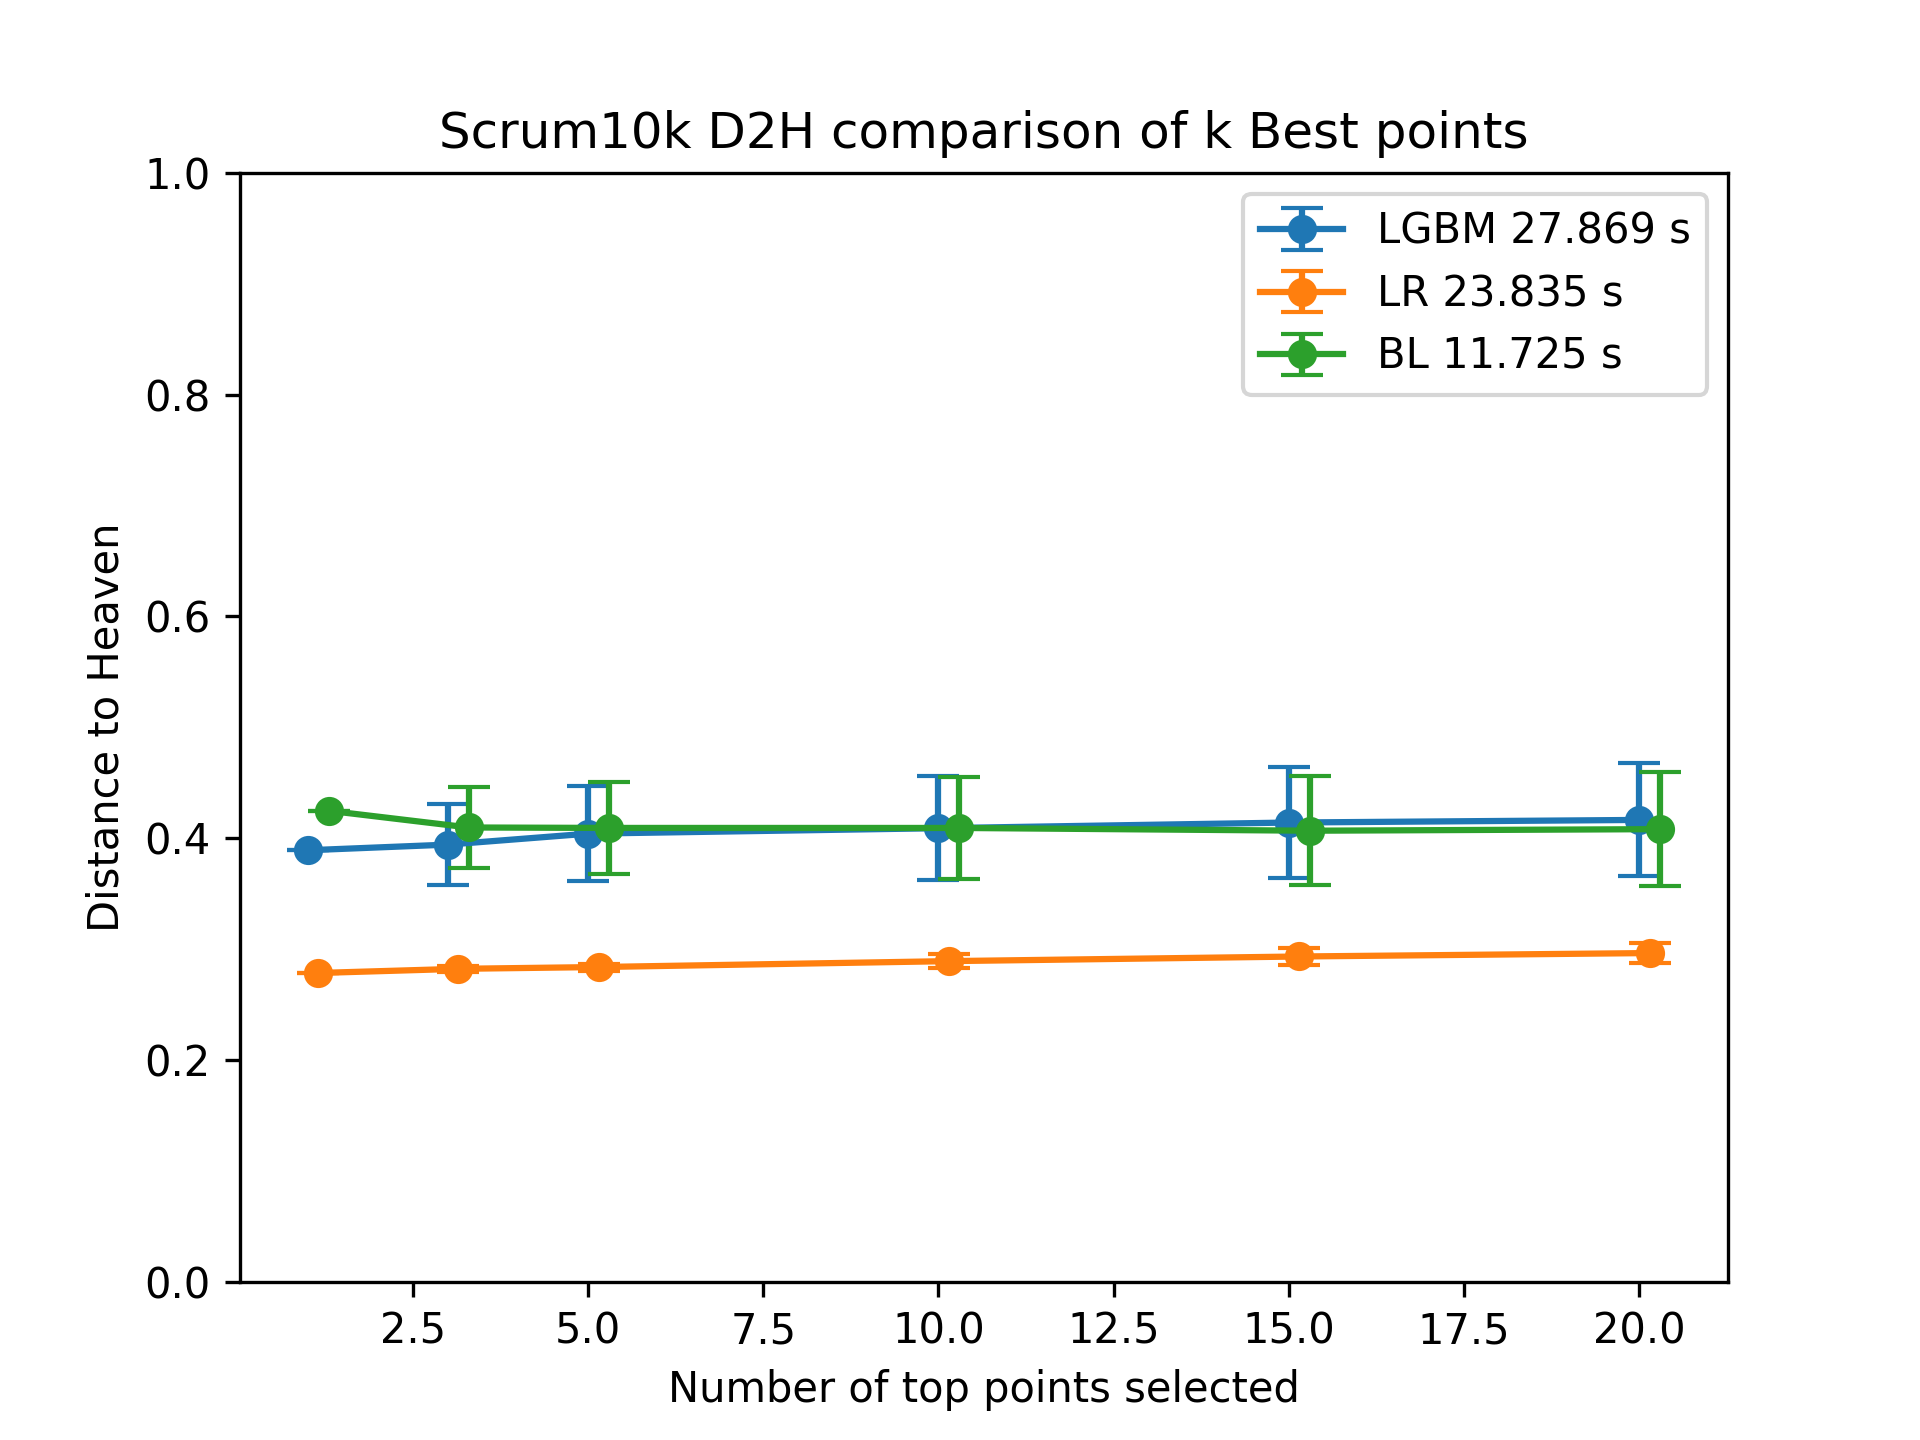 Scrum10k D2H comparison of k Best points
LGBM 27.869 s
LR 23.835 s
BL 11.725 s
Distance to Heaven
1.0
0.8
0.6
0.4
0.2
0.0
2.5 5.0 7.5 10.0 12.5 15.0 17.5 20.0
Number of top points selected